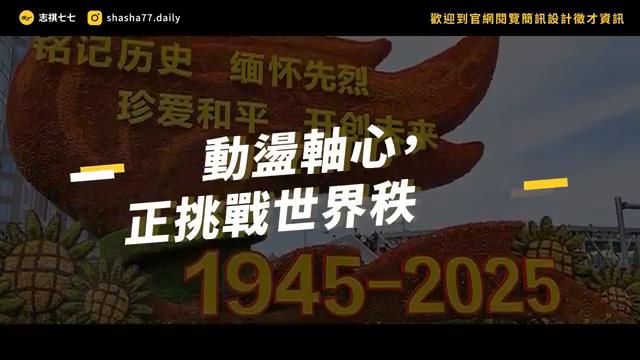 志祺七七
shasha77.daily
歡迎到官網閱覽簡訊設計徵才資訊
铭记历史 缅怀先烈
珍爱和平 开创未来
動盪軸心，
正挑戰世界秩
1945-2025